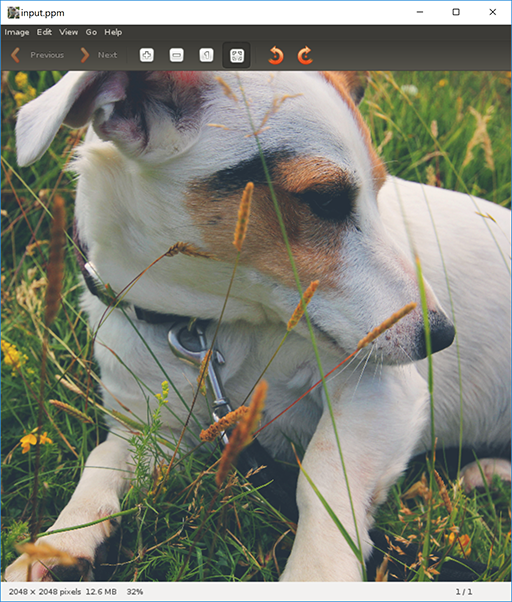 input.ppm
Image Edit View Go Help
Previous Next
2048 × 2048 pixels 12.6 MB 32% 1 / 1